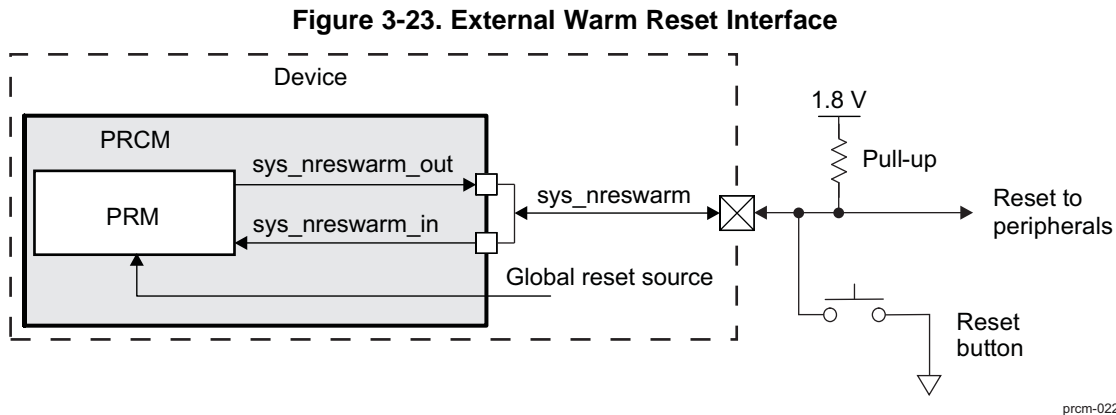 Figure 3-23. External Warm Reset Interface
Device
1.8 V
PRCM
Pull-up
sys_nreswarm_out
sys_nreswarm
PRM
Reset to
peripherals
sys_nreswarm_in
Global reset source
Reset
button
prcm-022